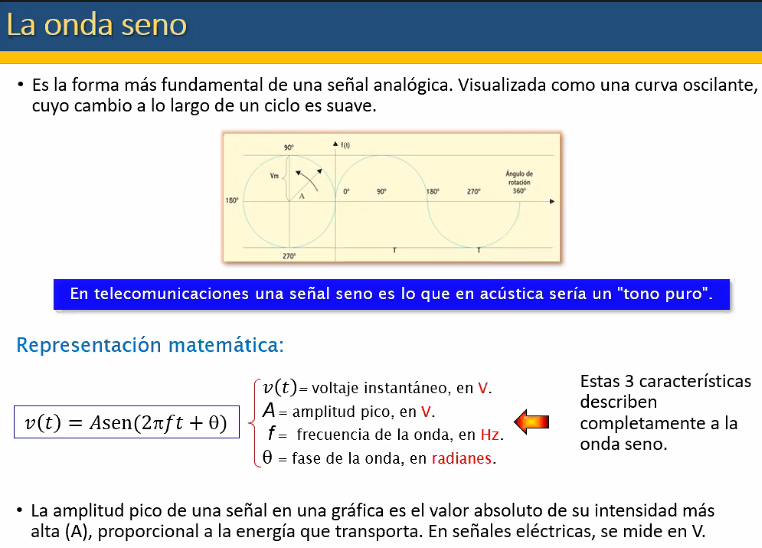 La onda seno
• Es la forma más fundamental de una señal analógica. Visualizada como una curva oscilante,
cuyo cambio a lo largo de un ciclo es suave.
90°
f(t)
Vm
A
180°
270°
0°
90°
180°
270°
Ángulo de
rotación
360°
T
T
En telecomunicaciones una señal seno es lo que en acústica sería un "tono puro".
Representación matemática:
v(t) = Asen(2πft + θ)
v(t)= voltaje instantáneo, en V.
A = amplitud pico, en V.
f = frecuencia de la onda, en Hz.
θ = fase de la onda, en radianes.
Estas 3 características
describen
completamente a la
onda seno.
• La amplitud pico de una señal en una gráfica es el valor absoluto de su intensidad más
alta (A), proporcional a la energía que transporta. En señales eléctricas, se mide en V.